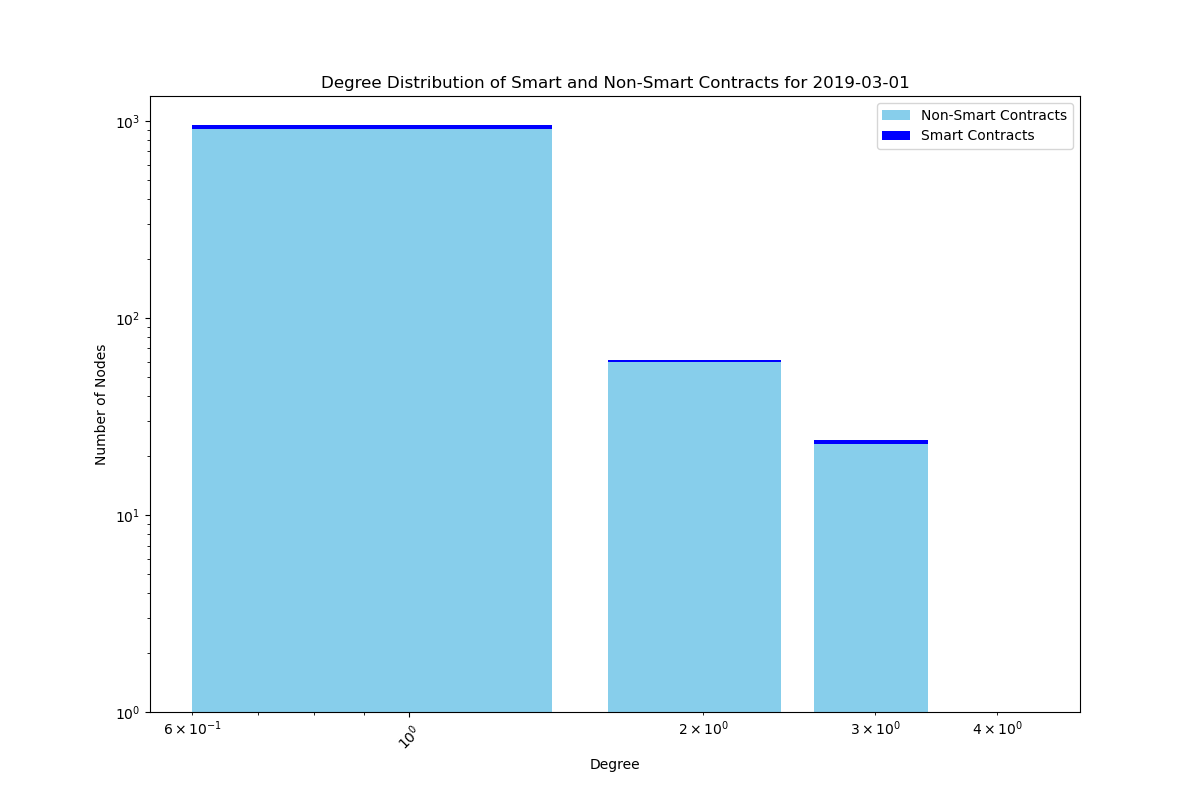 Degree Distribution of Smart and Non-Smart Contracts for 2019-03-01
Non-Smart Contracts
Smart Contracts
Number of Nodes
10³
10²
10¹
10⁰
6 × 10⁻¹
10⁰
2 × 10⁰
3 × 10⁰
4 × 10⁰
Degree